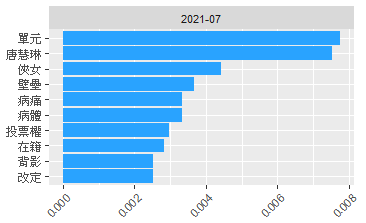 2021-07
單元
唐慧琳
俠女
壁壘
病痛
病體
投票權
在籍
背影
改定
0.000
0.002
0.004
0.006
0.008